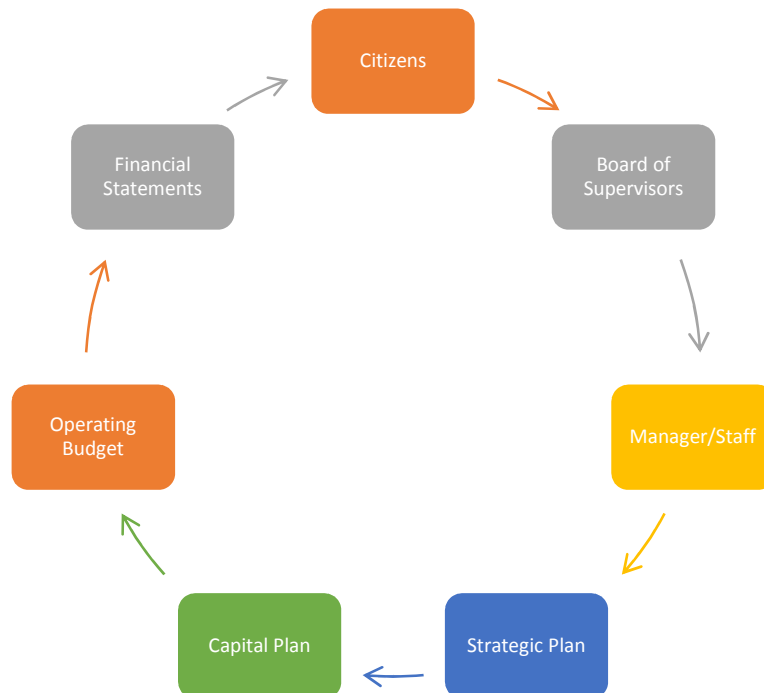 Citizens
Board of
Supervisors
Manager/Staff
Strategic Plan
Capital Plan
Operating
Budget
Financial
Statements